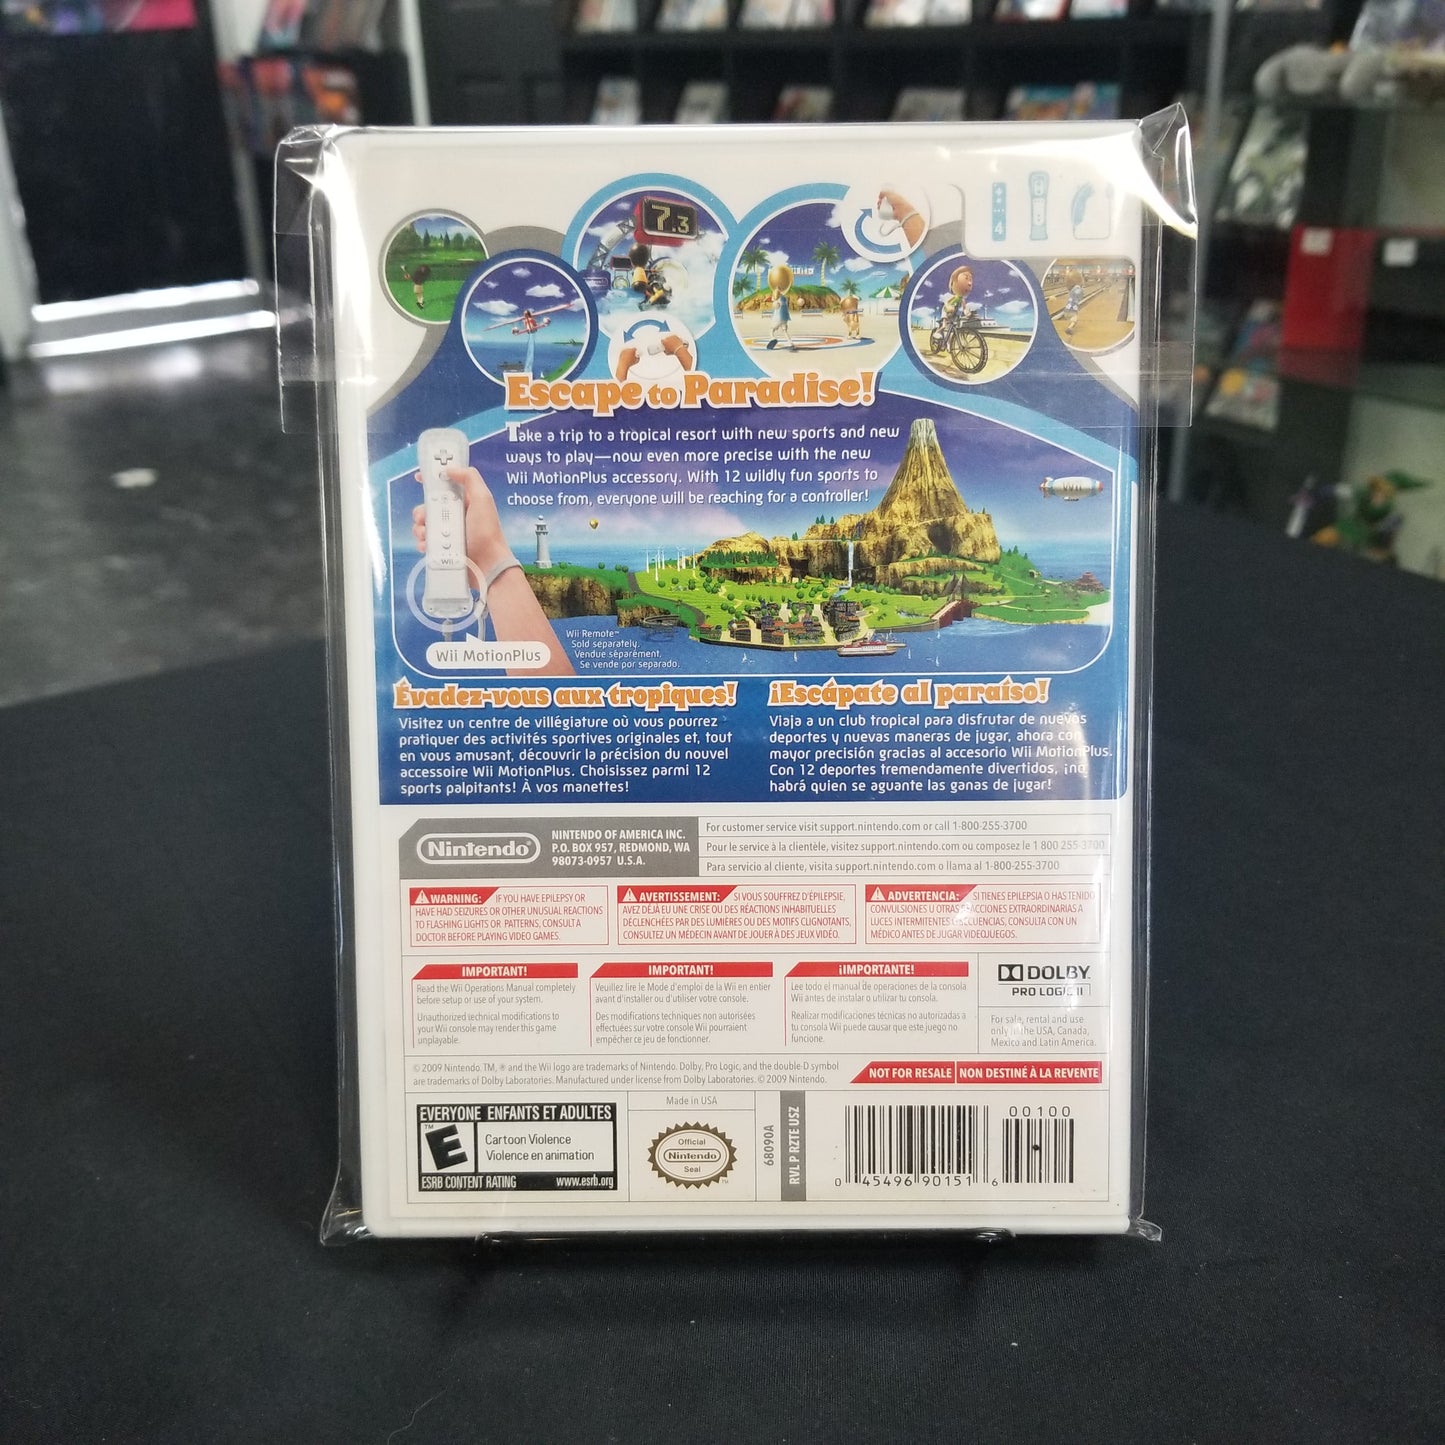 7.3
4
Escape to Paradise!
Take a trip to a tropical resort with new sports and new
ways to play—now even more precise with the new
Wii MotionPlus accessory. With 12 wildly fun sports to
choose from, everyone will be reaching for a controller!
Wii
Wii MotionPlus
Wii Remote™
Sold separately.
Vendue séparément.
Se vende por separado.
Évadez-vous aux tropiques!
Visitez un centre de villégiature où vous pourrez
pratiquer des activités sportives originales et, tout
en vous amusant, découvrir la précision du nouvel
accessoire Wii MotionPlus. Choisissez parmi 12
sports palpitants! À vos manettes!
¡Escápate al paraíso!
Viaja a un club tropical para disfrutar de nuevos
deportes y nuevas maneras de jugar, ahora con
mayor precisión gracias al accesorio Wii MotionPlus.
Con 12 deportes tremendamente divertidos, ¡no
habrá quien se aguante las ganas de jugar!
Nintendo®
NINTENDO OF AMERICA INC.
P.O. BOX 957, REDMOND, WA
98073-0957 U.S.A.
For customer service visit support.nintendo.com or call 1-800-255-3700
Pour le service à la clientèle, visitez support.nintendo.com ou composez le 1 800 255-3700
Para servicio al cliente, visita support.nintendo.com o llama al 1-800-255-3700
WARNING: IF YOU HAVE EPILEPSY OR
HAVE HAD SEIZURES OR OTHER UNUSUAL REACTIONS
TO FLASHING LIGHTS OR PATTERNS, CONSULT A
DOCTOR BEFORE PLAYING VIDEO GAMES.
AVERTISSEMENT: SI VOUS SOUFFREZ D'ÉPILEPSIE,
AVEZ DÉJÀ EU UNE CRISE OU DES RÉACTIONS INHABITUELLES
DÉCLENCHÉES PAR DES LUMIÈRES OU DES MOTIFS CLIGNOTANTS,
CONSULTEZ UN MÉDECIN AVANT DE JOUER À DES JEUX VIDÉO.
ADVERTENCIA: SI TIENES EPILEPSIA O HAS TENIDO
CONVULSIONES U OTRAS REACCIONES EXTRAORDINARIAS A
LUCES INTERMITENTES O SECUENCIAS, CONSULTA CON UN
MÉDICO ANTES DE JUGAR VIDEOJUEGOS.
IMPORTANT!
Read the Wii Operations Manual completely
before setup or use of your system.
Unauthorized technical modifications to
your Wii console may render this game
unplayable.
IMPORTANT!
Veuillez lire le Mode d'emploi de la Wii en entier
avant d'installer ou d'utiliser votre console.
Des modifications techniques non autorisées
effectuées sur votre console Wii pourraient
empêcher ce jeu de fonctionner.
¡IMPORTANTE!
Lee todo el manual de operaciones de la consola
Wii antes de instalar o utilizar tu consola.
Realizar modificaciones técnicas no autorizadas a
tu consola Wii puede causar que este juego no
funcione.
DOLBY
PRO LOGIC II
For sale, rental and use
only in the USA, Canada,
Mexico and Latin America.
© 2009 Nintendo. TM, ® and the Wii logo are trademarks of Nintendo. Dolby, Pro Logic, and the double-D symbol
are trademarks of Dolby Laboratories. Manufactured under license from Dolby Laboratories. © 2009 Nintendo.
NOT FOR RESALE
NON DESTINÉ À LA REVENTE
EVERYONE ENFANTS ET ADULTES
E
Cartoon Violence
Violence en animation
ESRB CONTENT RATING www.esrb.org
Made in USA
Official
Nintendo
Seal
68090A
RVL P RZTE USZ
0 45496 90151 6
00100